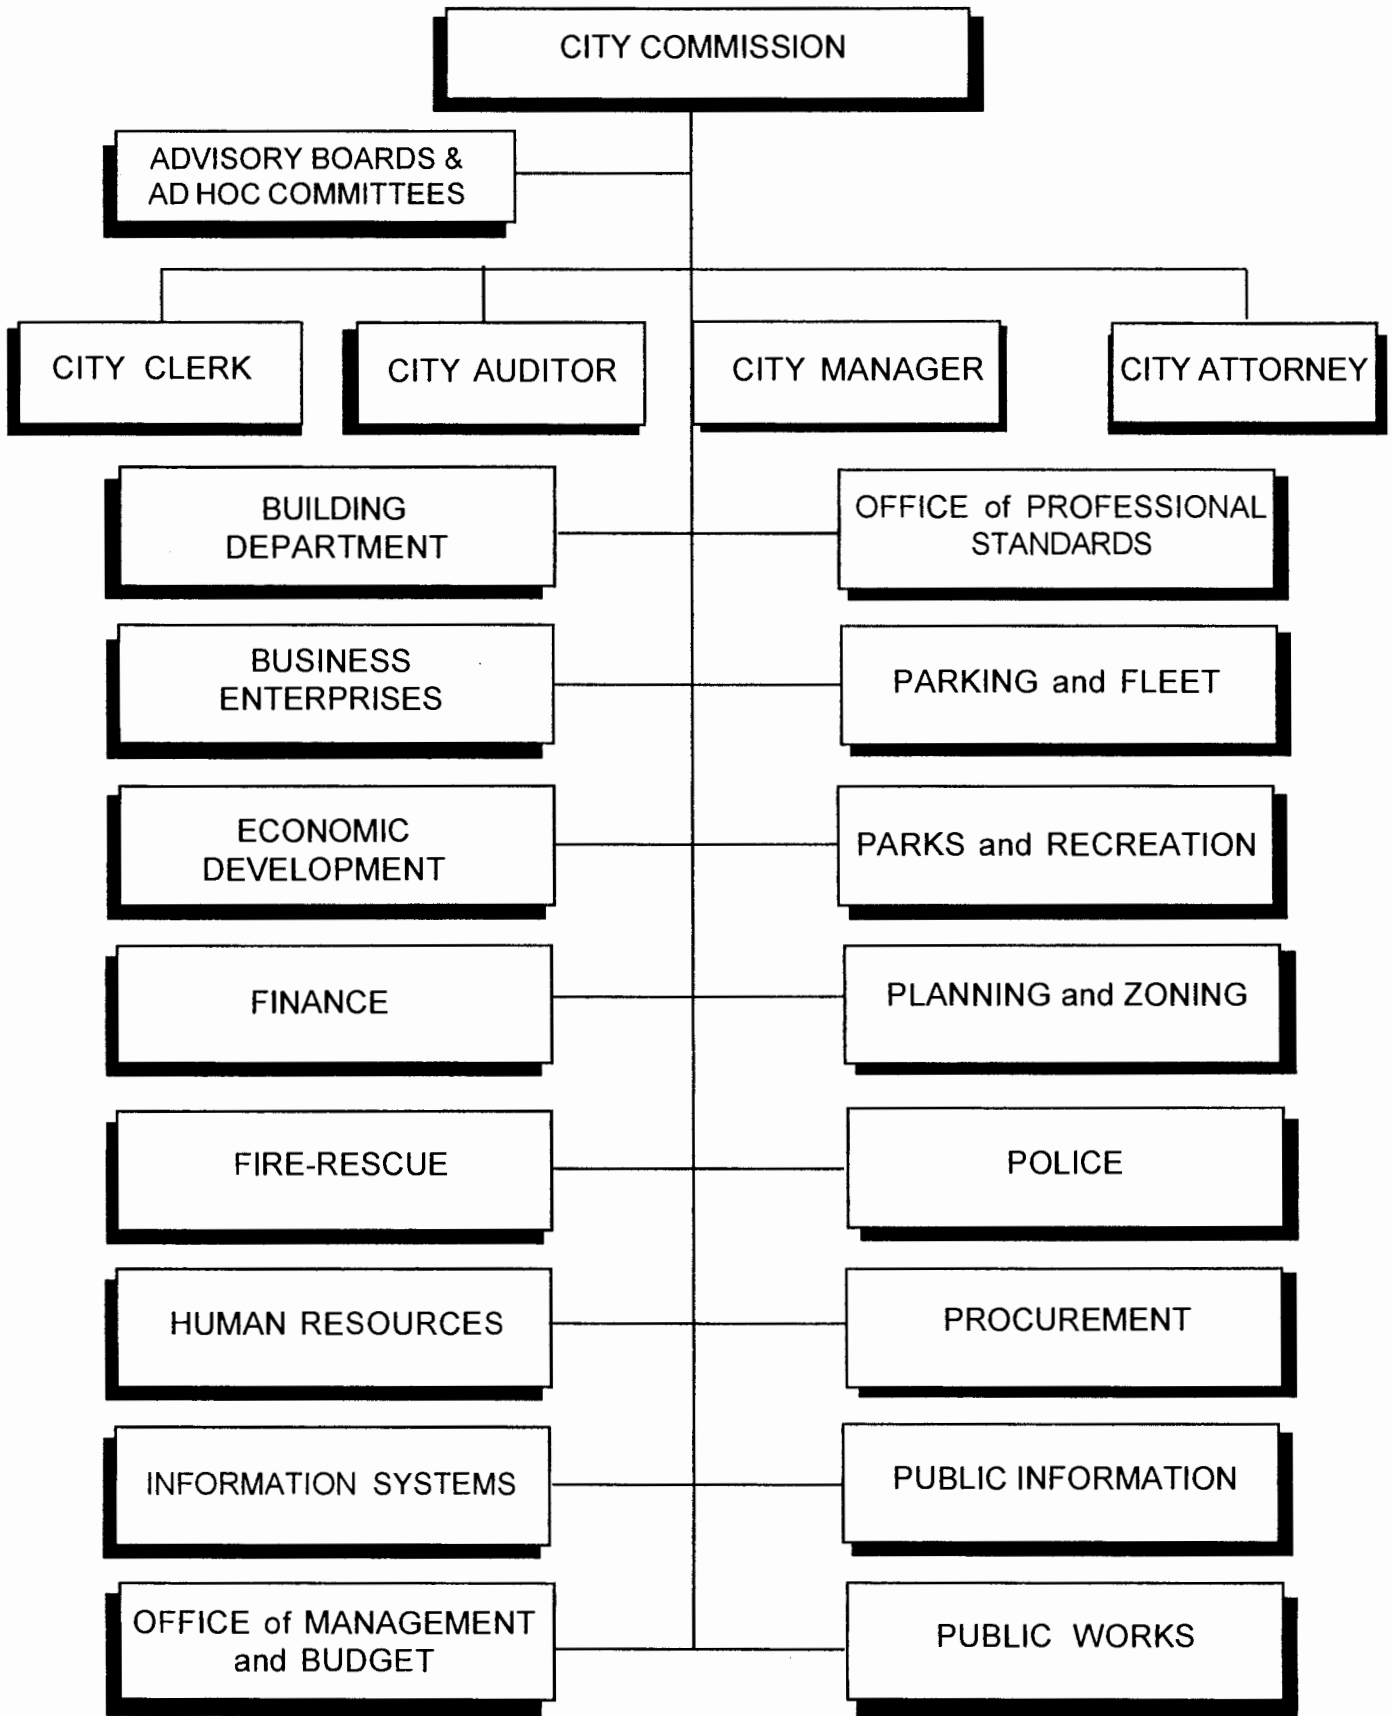 CITY COMMISSION
ADVISORY BOARDS &
AD HOC COMMITTEES
CITY CLERK
CITY AUDITOR
CITY MANAGER
CITY ATTORNEY
BUILDING
DEPARTMENT
OFFICE of PROFESSIONAL
STANDARDS
BUSINESS
ENTERPRISES
PARKING and FLEET
ECONOMIC
DEVELOPMENT
PARKS and RECREATION
FINANCE
PLANNING and ZONING
FIRE-RESCUE
POLICE
HUMAN RESOURCES
PROCUREMENT
INFORMATION SYSTEMS
PUBLIC INFORMATION
OFFICE of MANAGEMENT
and BUDGET
PUBLIC WORKS